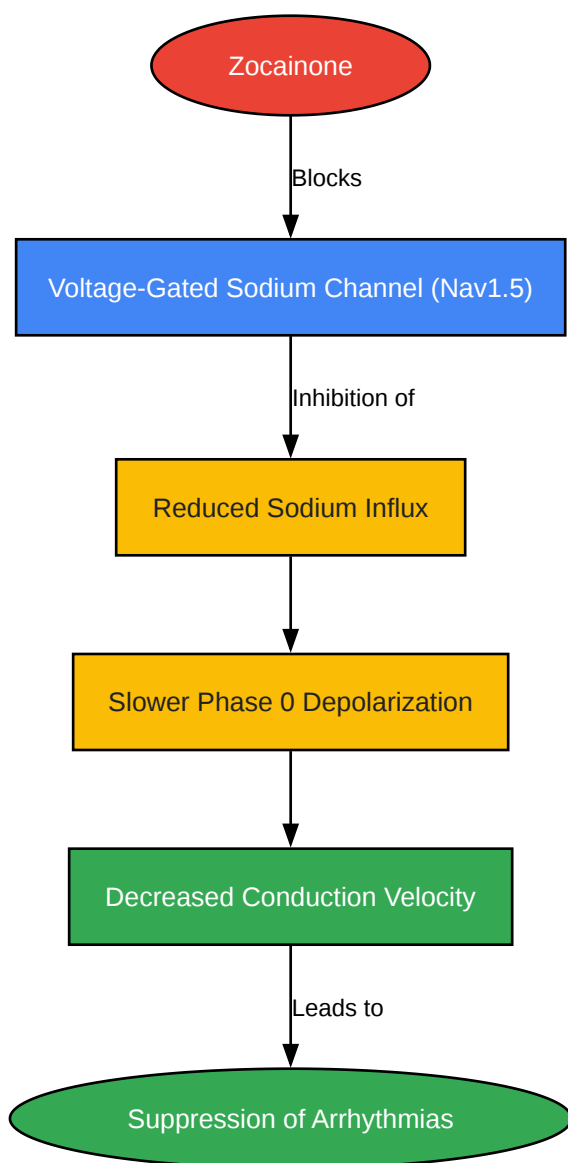 Zocainone
Blocks
Voltage-Gated Sodium Channel (Nav1.5)
Inhibition of
Reduced Sodium Influx
Slower Phase 0 Depolarization
Decreased Conduction Velocity
Leads to
Suppression of Arrhythmias